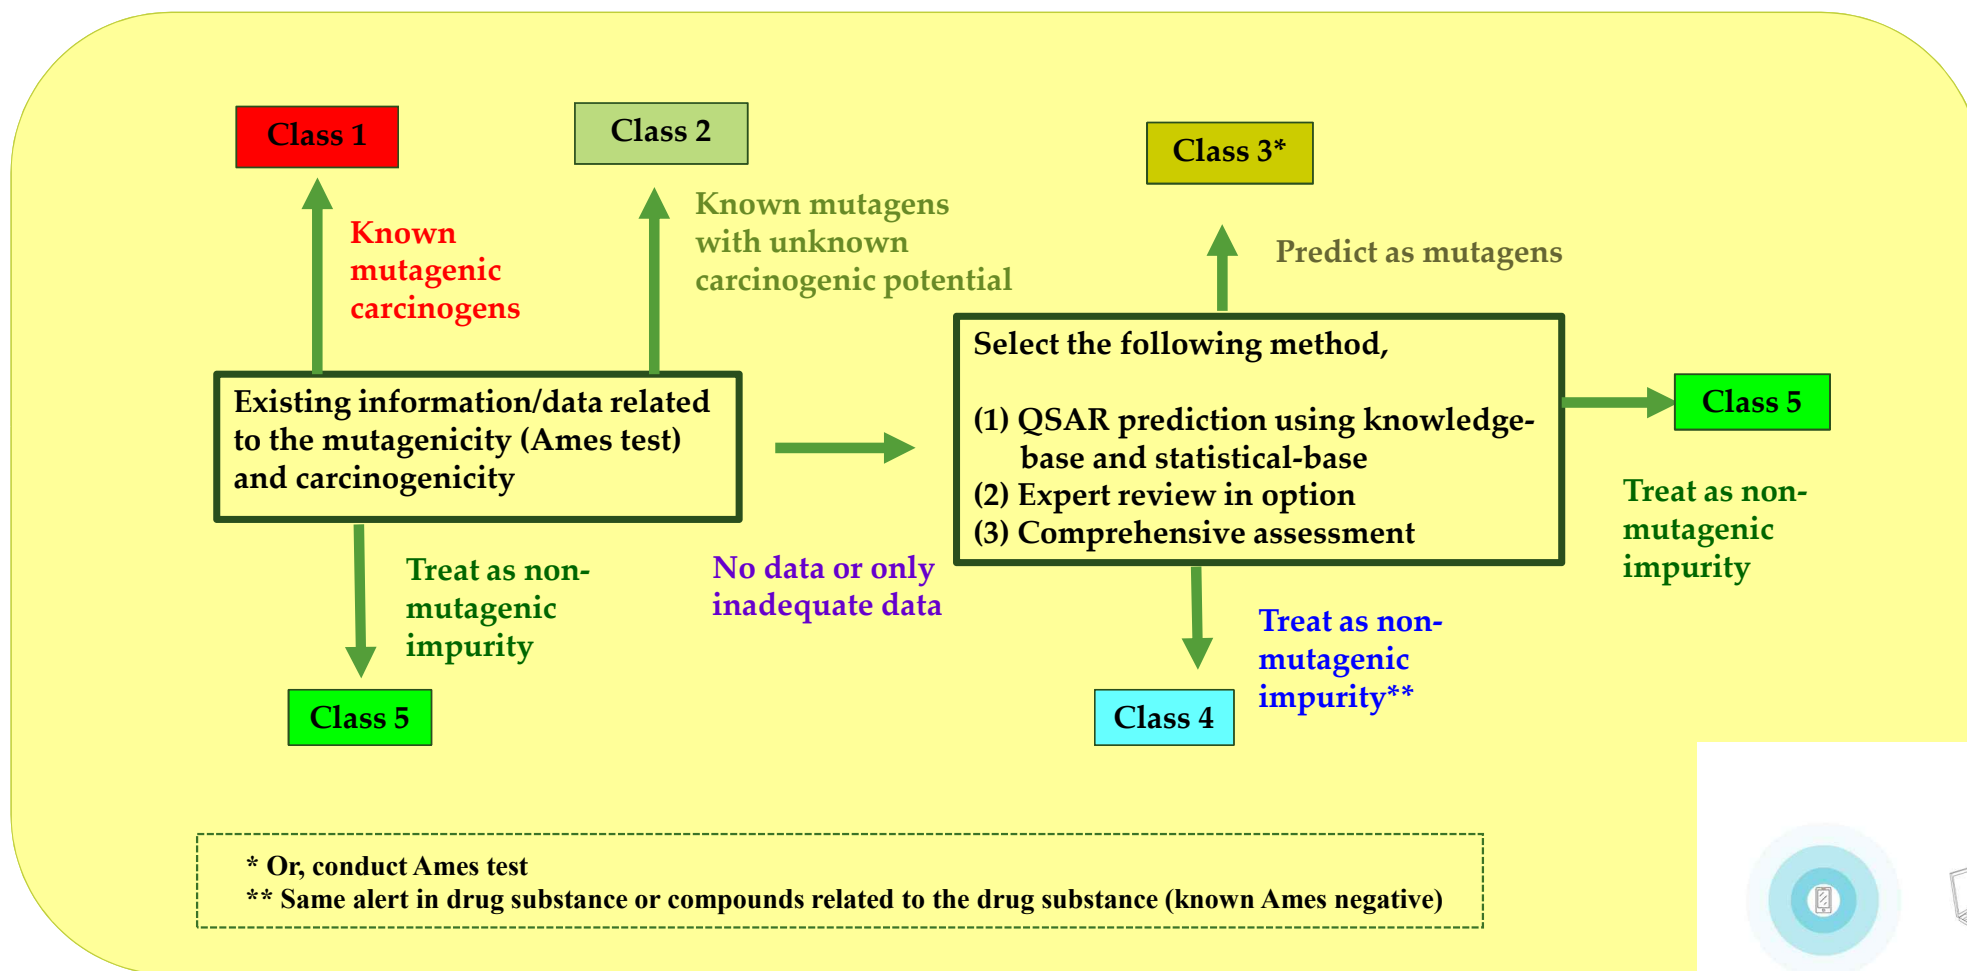 Class 1
Class 2
Class 3*
Known
mutagenic
carcinogens
Known mutagens
with unknown
carcinogenic potential
Predict as mutagens
Existing information/data related
to the mutagenicity (Ames test)
and carcinogenicity
Select the following method,
(1) QSAR prediction using knowledge-
base and statistical-base
(2) Expert review in option
(3) Comprehensive assessment
Class 5
Treat as non-
mutagenic
impurity
No data or only
inadequate data
Treat as non-
mutagenic
impurity
Treat as non-
mutagenic
impurity**
Class 5
Class 4
* Or, conduct Ames test
** Same alert in drug substance or compounds related to the drug substance (known Ames negative)